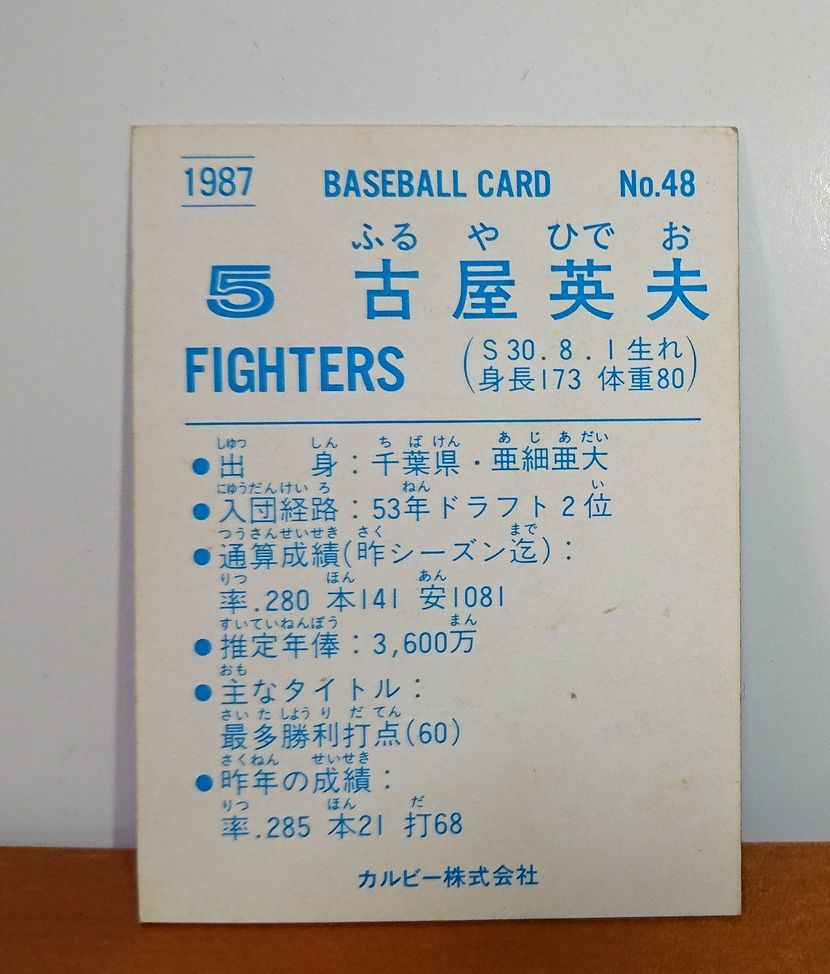 1987 BASEBALL CARD No.48
ふる や ひで お
5 古屋英夫
FIGHTERS
(S30.8.1生れ
身長173 体重80)
しゅつ しん ち ば けん あ じ あ だい
●出 身:千葉県・亜細亜大
にゅうだんけい ろ ねん い
●入団経路:53年ドラフト2位
つうさんせいせき さく まで
●通算成績(昨シーズン迄):
りつ ほん あん
率.280 本141 安1081
すいていねんぽう まん
●推定年俸:3,600万
おも
●主なタイトル:
さい た しょう り だ てん
最多勝利打点(60)
さくねん せいせき
●昨年の成績:
りつ ほん だ
率.285 本21 打68
カルビー株式会社